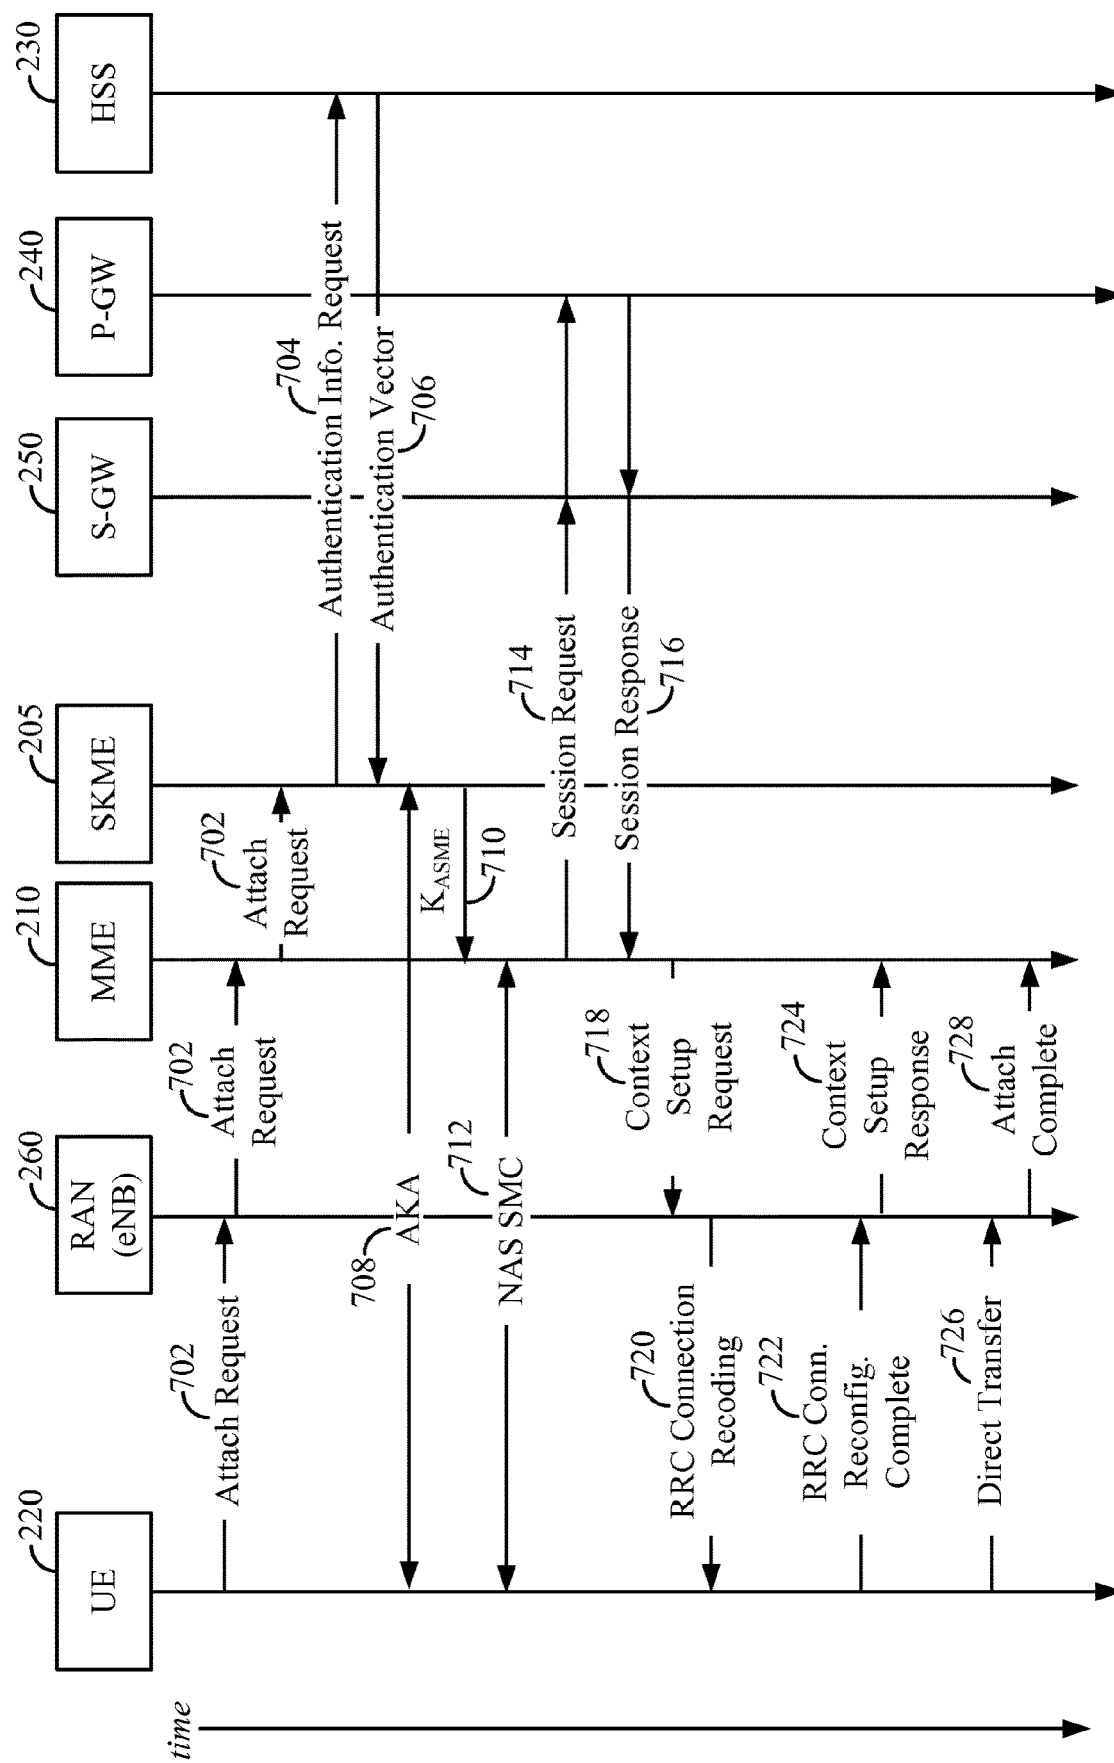 time
220
UE
260
RAN
(eNB)
210
MME
205
SKME
250
S-GW
240
P-GW
230
HSS
702
Attach Request
702
Attach
Request
702
Attach
Request
704
Authentication Info. Request
Authentication Vector
706
708
AKA
KASME
710
712
NAS SMC
714
Session Request
Session Response
716
718
Context
Setup
Request
720
RRC Connection
Recoding
722
RRC Conn.
Reconfig.
Complete
724
Context
Setup
Response
726
Direct Transfer
728
Attach
Complete